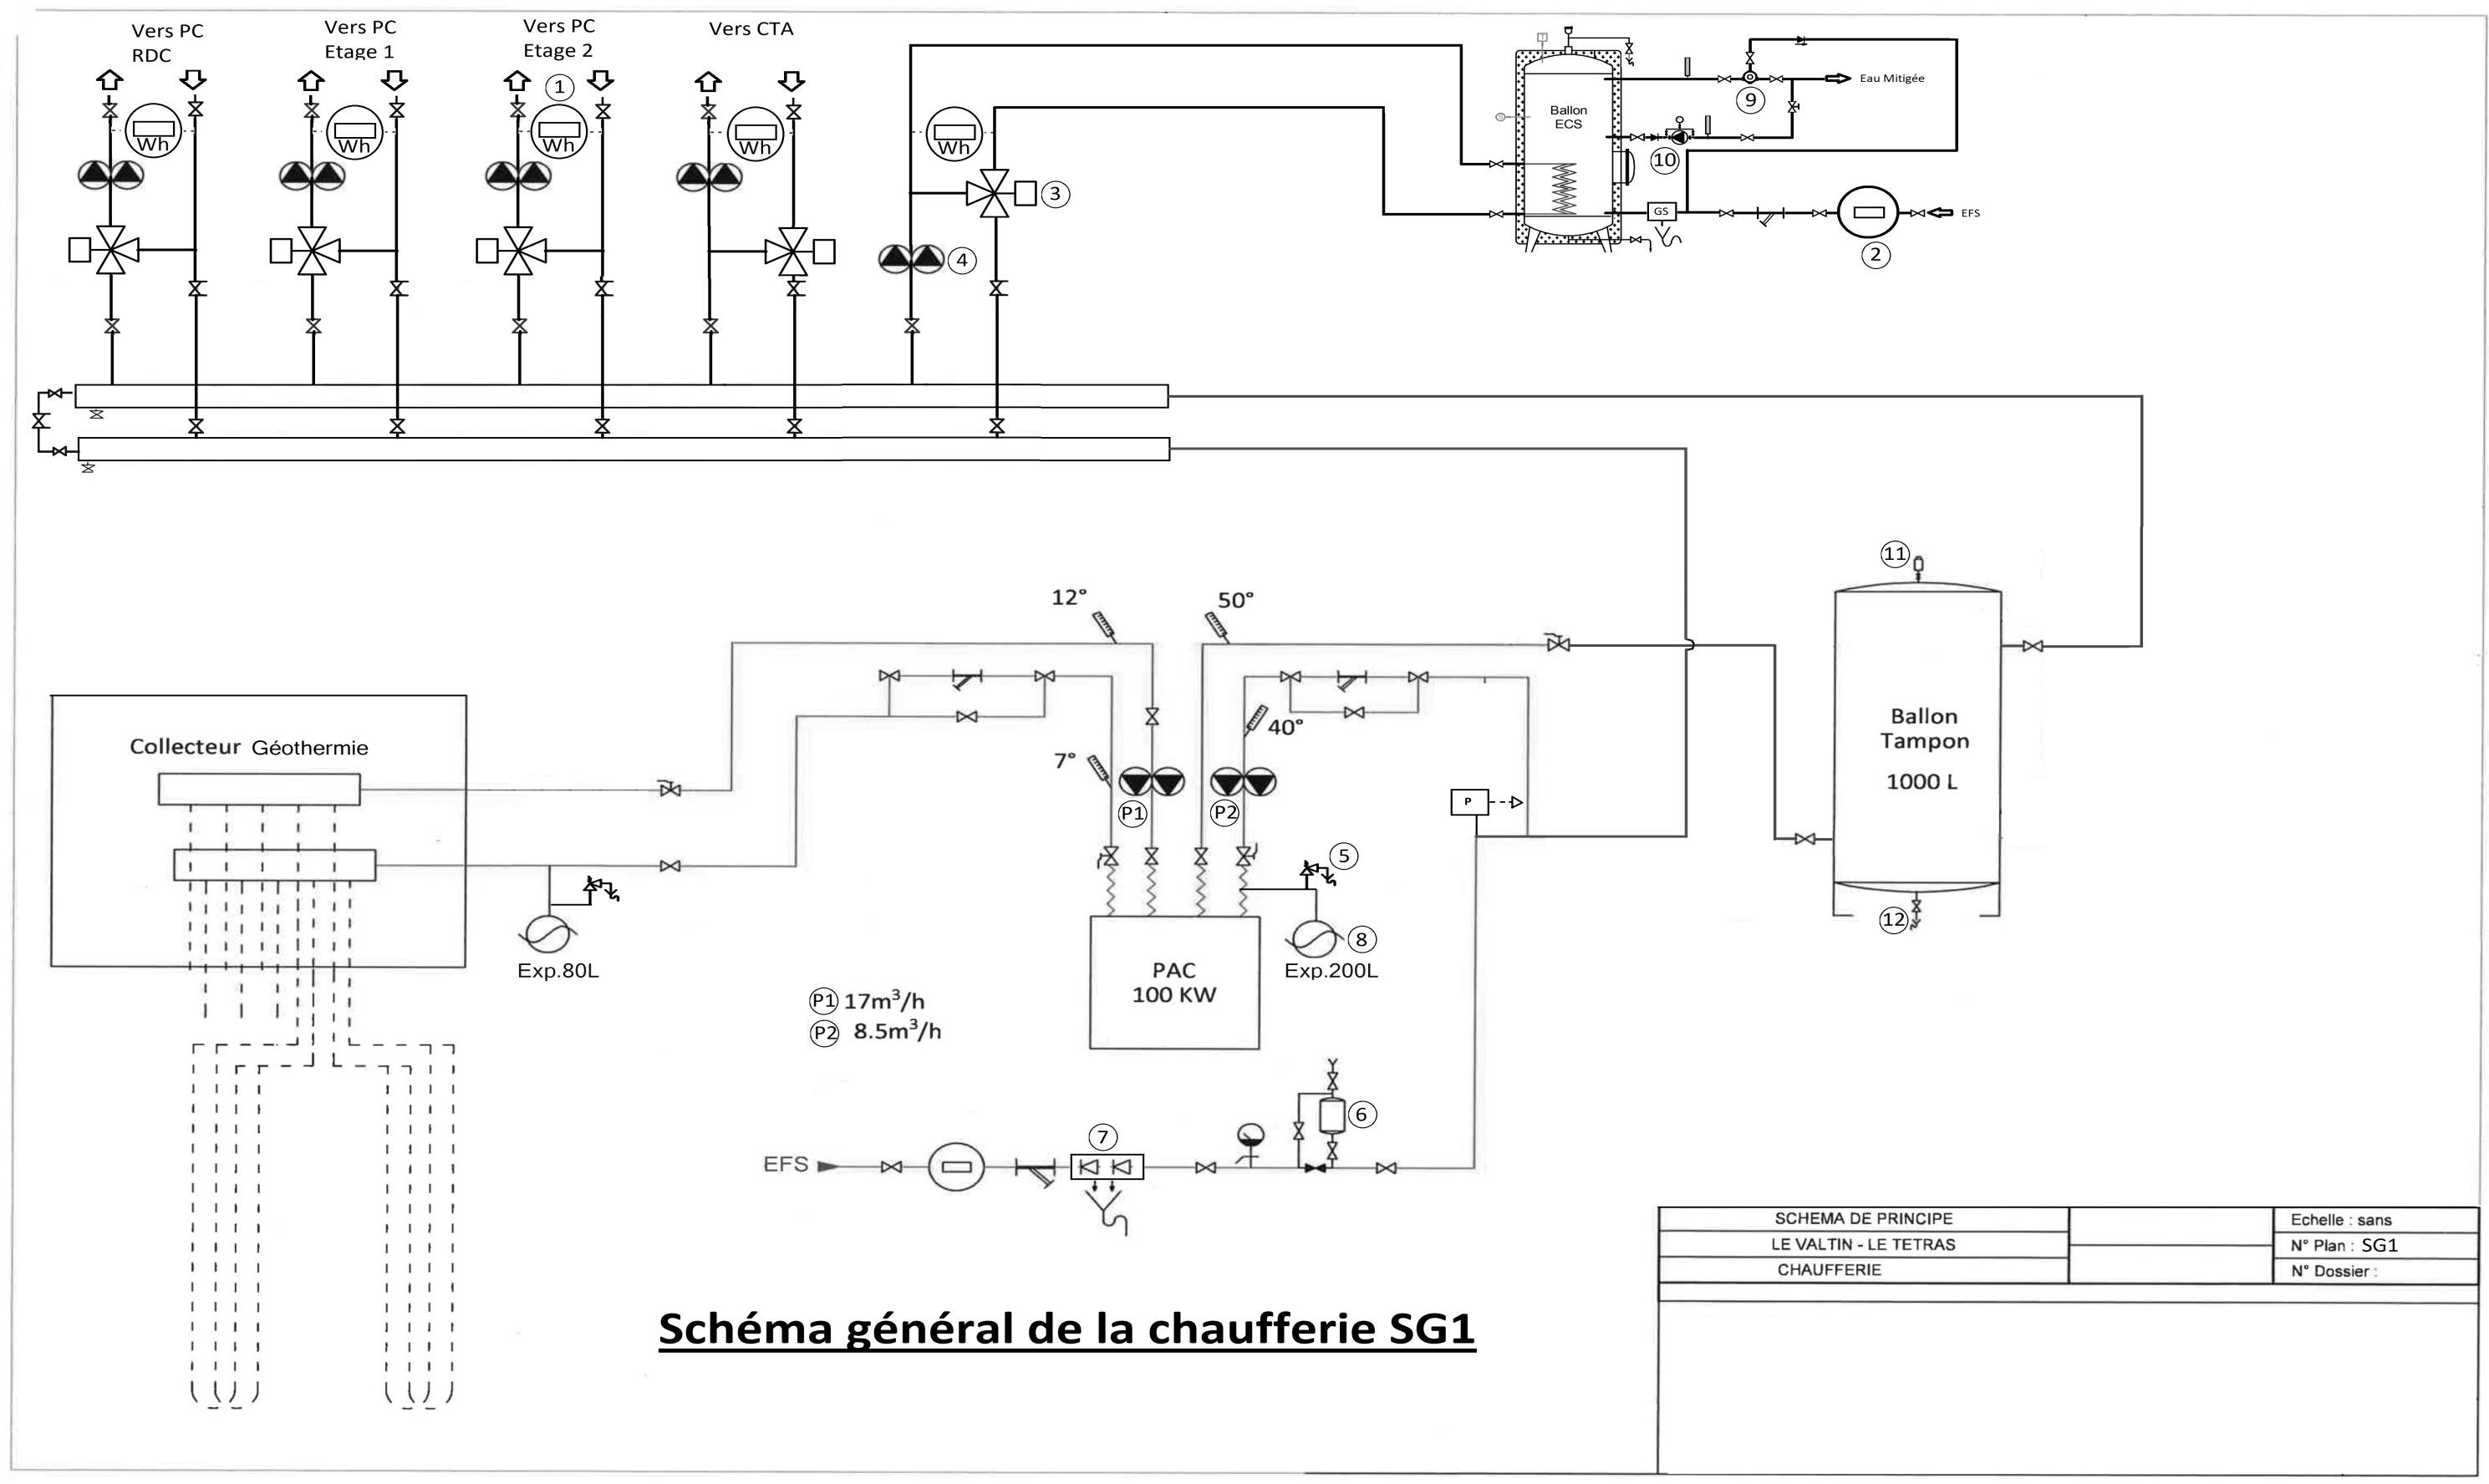 Vers PC
RDC
Vers PC
Etage 1
Vers PC
Etage 2
Vers CTA
1
Wh
Wh
Wh
Wh
Wh
3
4
T
S
Ballon
ECS
9
Eau Mitigée
10
GS
EFS
2
11
12°
50°
40°
7°
Collecteur Géothermie
Ballon
Tampon
1000 L
P1
P2
P
5
12
8
Exp.80L
Exp.200L
PAC
100 KW
P1 17m³/h
P2 8.5m³/h
6
7
EFS
SCHEMA DE PRINCIPE
LE VALTIN - LE TETRAS
CHAUFFERIE
Echelle : sans
N° Plan : SG1
N° Dossier :
Schéma général de la chaufferie SG1